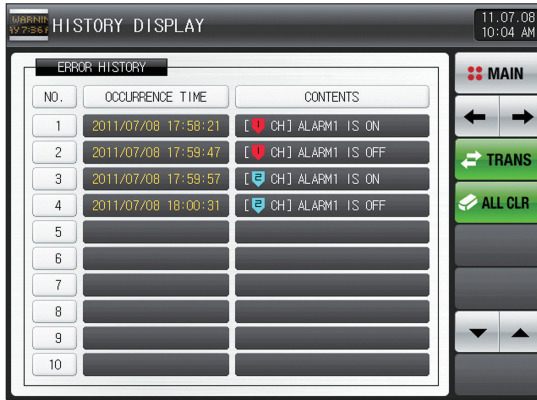 HISTORY DISPLAY
11.07.08
10:04 AM
ERROR HISTORY
NO. OCCURRENCE TIME CONTENTS
1 2011/07/08 17:58:21 [1 CH] ALARM1 IS ON
2 2011/07/08 17:59:47 [1 CH] ALARM1 IS OFF
3 2011/07/08 17:59:57 [2 CH] ALARM1 IS ON
4 2011/07/08 18:00:31 [2 CH] ALARM1 IS OFF
5
6
7
8
9
10
MAIN
TRANS
ALL CLR